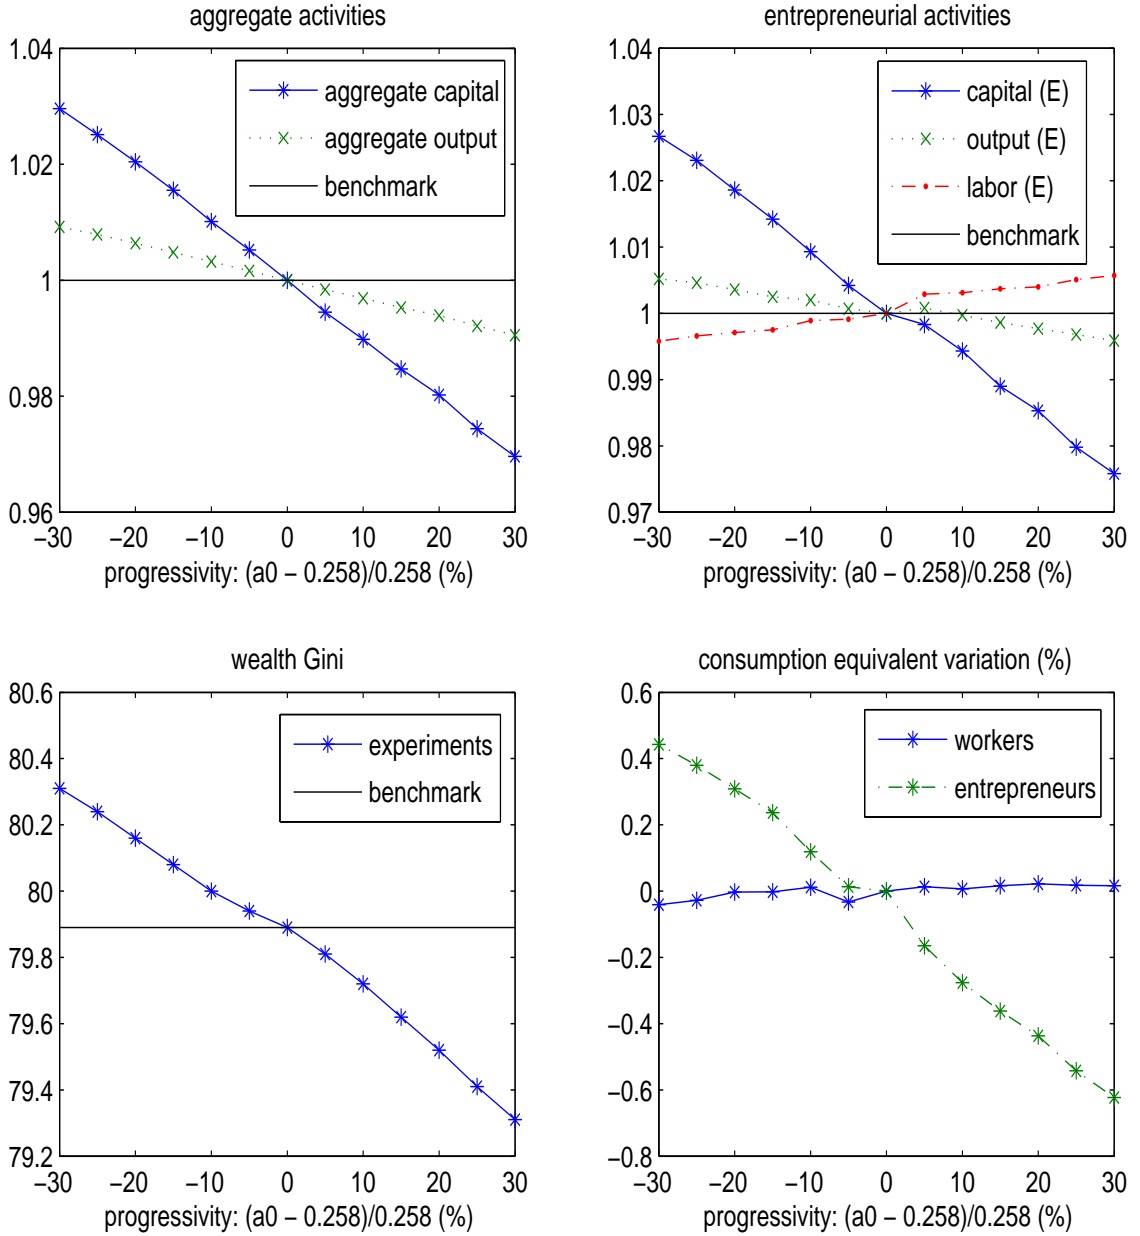 aggregate activities
1.04
1.02
1
0.98
0.96
aggregate capital
aggregate output
benchmark
−30 −20 −10 0 10 20 30
progressivity: (a0 − 0.258)/0.258 (%)
entrepreneurial activities
1.04
1.03
1.02
1.01
1
0.99
0.98
0.97
capital (E)
output (E)
labor (E)
benchmark
−30 −20 −10 0 10 20 30
progressivity: (a0 − 0.258)/0.258 (%)
wealth Gini
80.6
80.4
80.2
80
79.8
79.6
79.4
79.2
experiments
benchmark
−30 −20 −10 0 10 20 30
progressivity: (a0 − 0.258)/0.258 (%)
consumption equivalent variation (%)
0.6
0.4
0.2
0
−0.2
−0.4
−0.6
−0.8
workers
entrepreneurs
−30 −20 −10 0 10 20 30
progressivity: (a0 − 0.258)/0.258 (%)